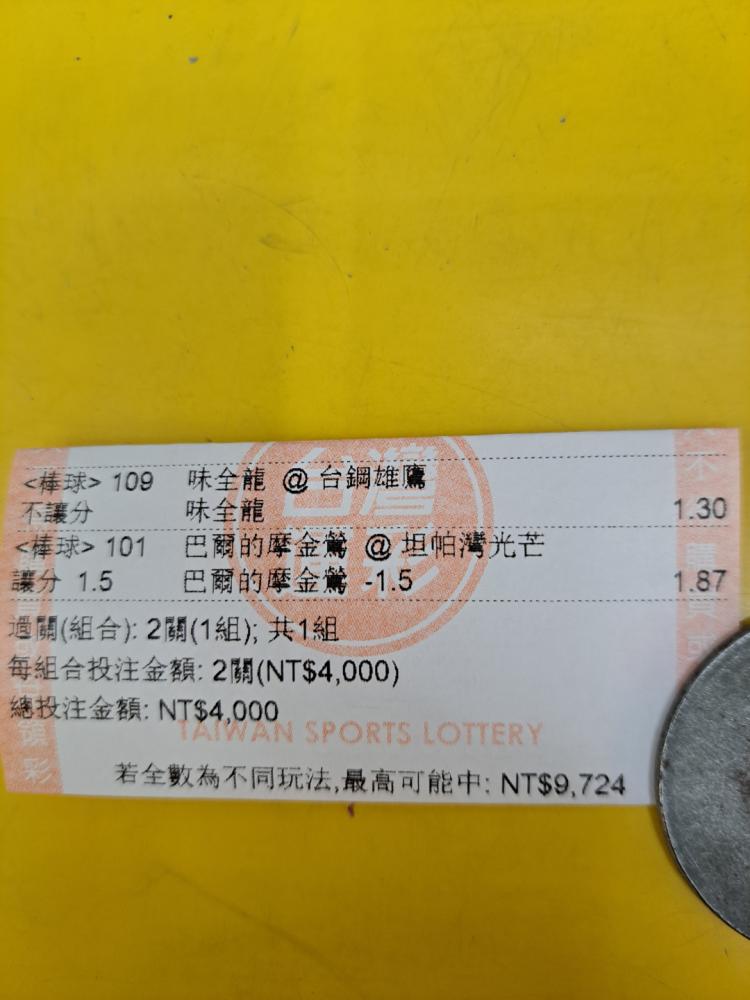 <棒球> 109 味全龍 @ 台鋼雄鷹
不讓分 味全龍 1.30
<棒球> 101 巴爾的摩金鶯 @ 坦帕灣光芒
讓分 1.5 巴爾的摩金鶯 -1.5 1.87
過關(組合): 2關(1組); 共1組
每組合投注金額: 2關(NT$4,000)
總投注金額: NT$4,000
TAIWAN SPORTS LOTTERY
若全數為不同玩法,最高可能中: NT$9,724
台灣
彩
彩